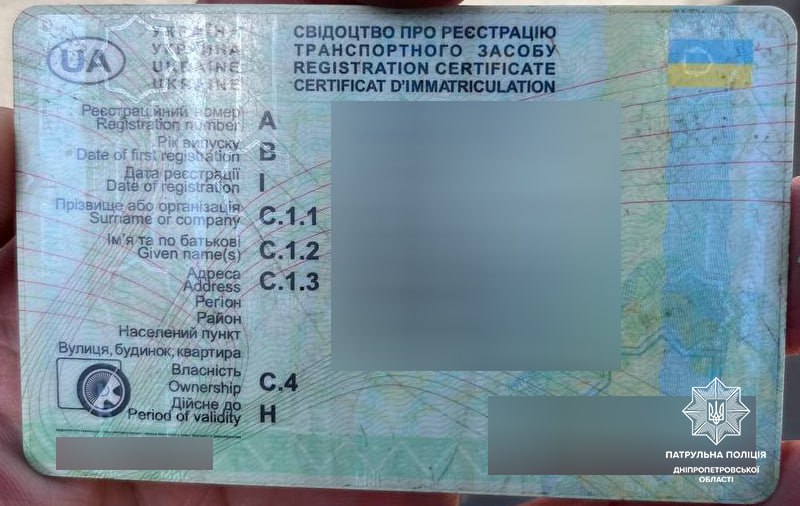 UA
УКРАЇНА
УКРАИНА
UKRAINE
UKRAINE
СВІДОЦТВО ПРО РЕЄСТРАЦІЮ
ТРАНСПОРТНОГО ЗАСОБУ
REGISTRATION CERTIFICATE
CERTIFICAT D'IMMATRICULATION
Реєстраційний номер
Registration number A
Рік випуску
Date of first registration B
Дата реєстрації
Date of registration I
Прізвище або організація
Surname or company C.1.1
Ім'я та по батькові
Given name(s) C.1.2
Адреса
Address C.1.3
Регіон
Район
Населений пункт
Вулиця, будинок, квартира
Власність
Ownership C.4
Дійсне до
Period of validity H
ПАТРУЛЬНА ПОЛІЦІЯ
ДНІПРОПЕТРОВСЬКОЇ
ОБЛАСТІ